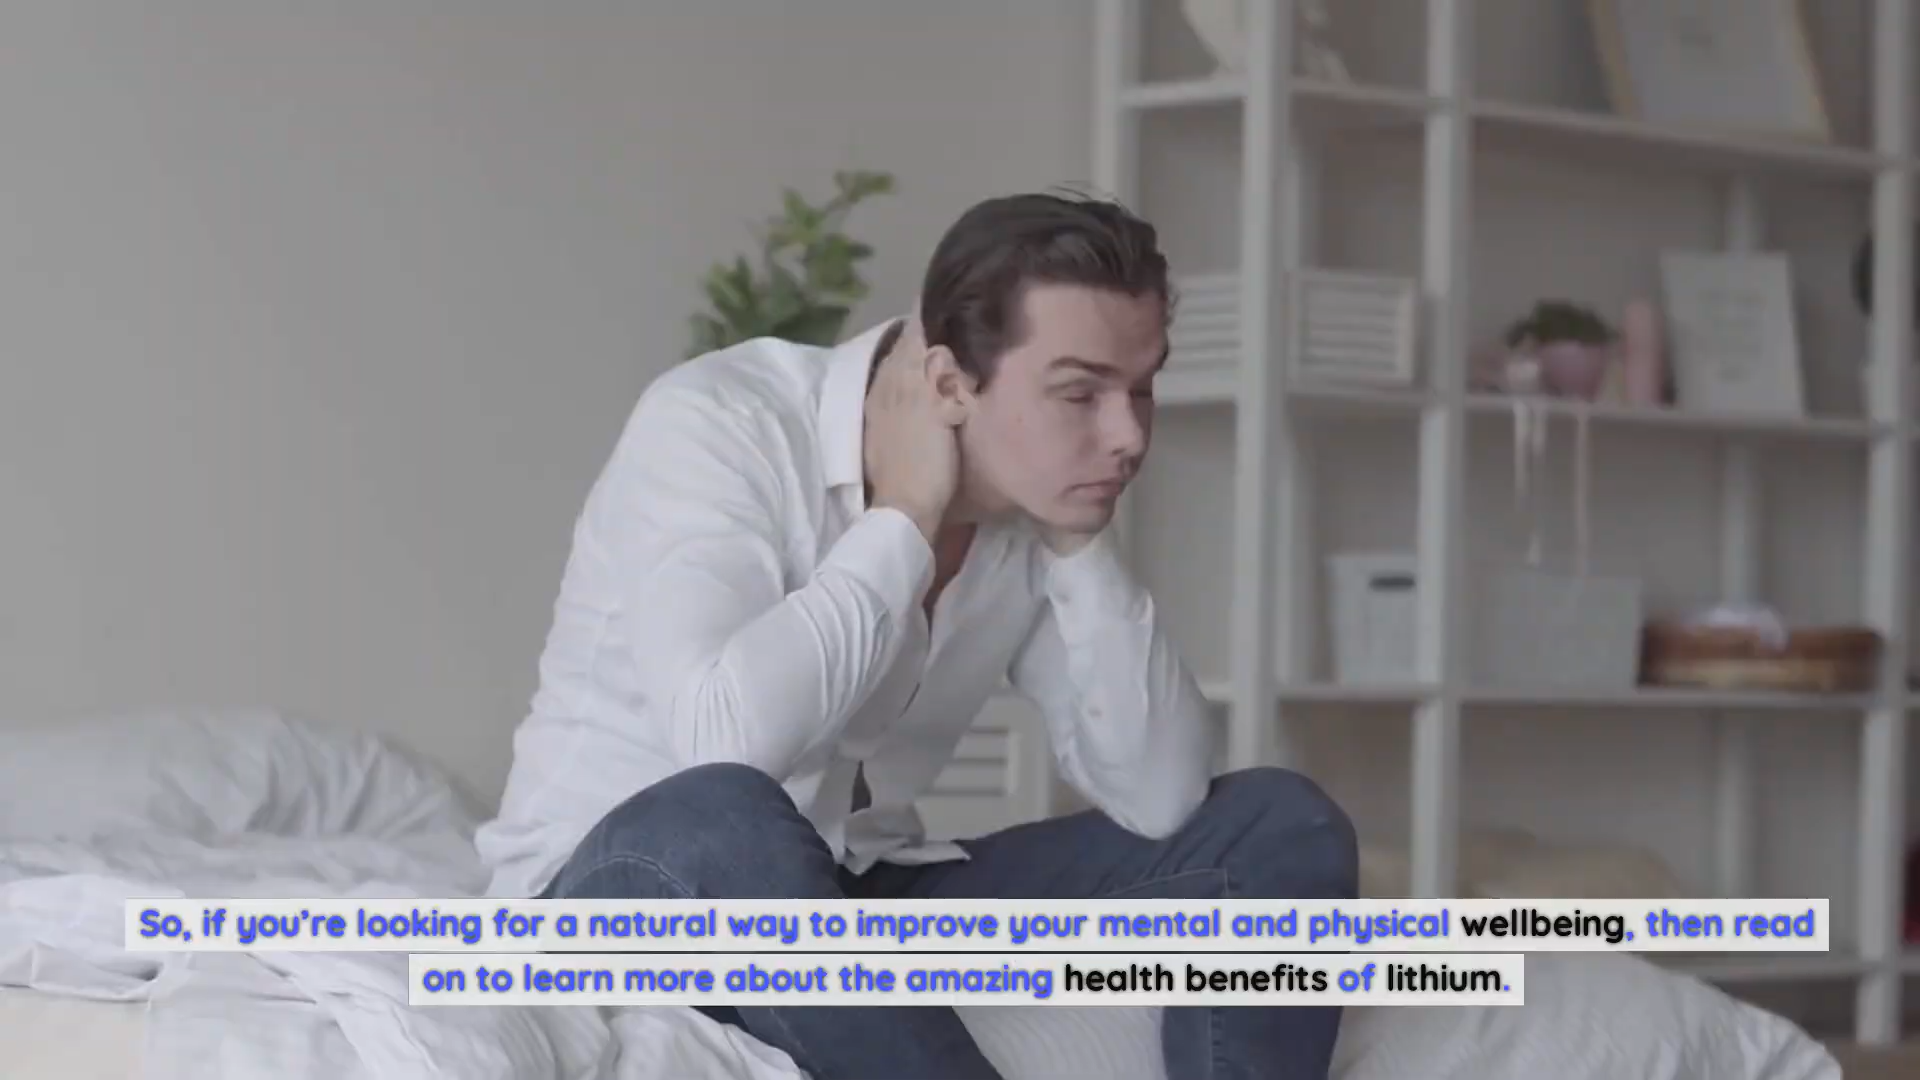 So, if you’re looking for a natural way to improve your mental and physical wellbeing, then read
on to learn more about the amazing health benefits of lithium.